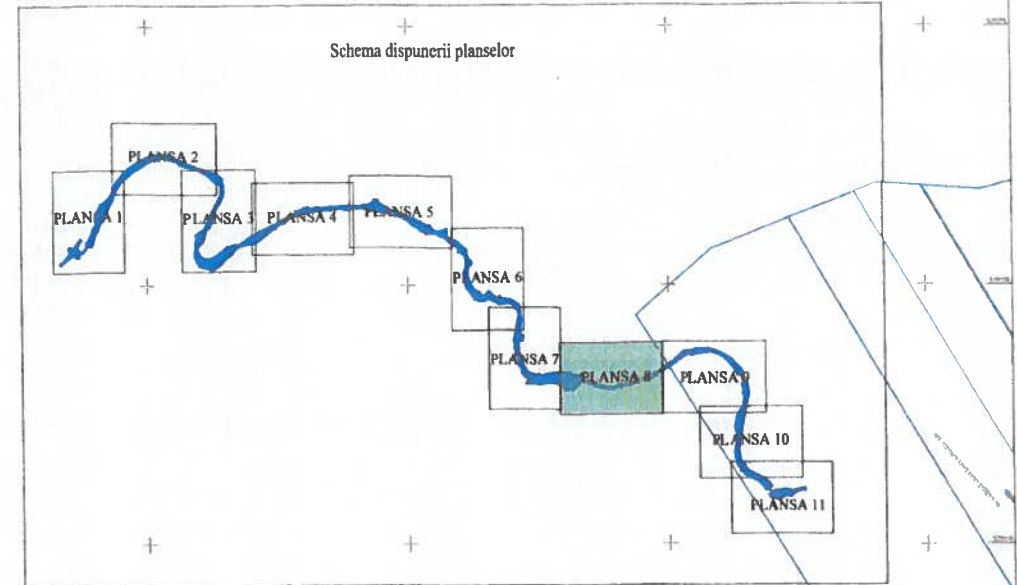 Schema dispunerii planselor
PLANSA 2
PLANSA 1
PLANSA 3
PLANSA 4
PLANSA 5
PLANSA 6
PLANSA 7
PLANSA 8
PLANSA 9
PLANSA 10
PLANSA 11